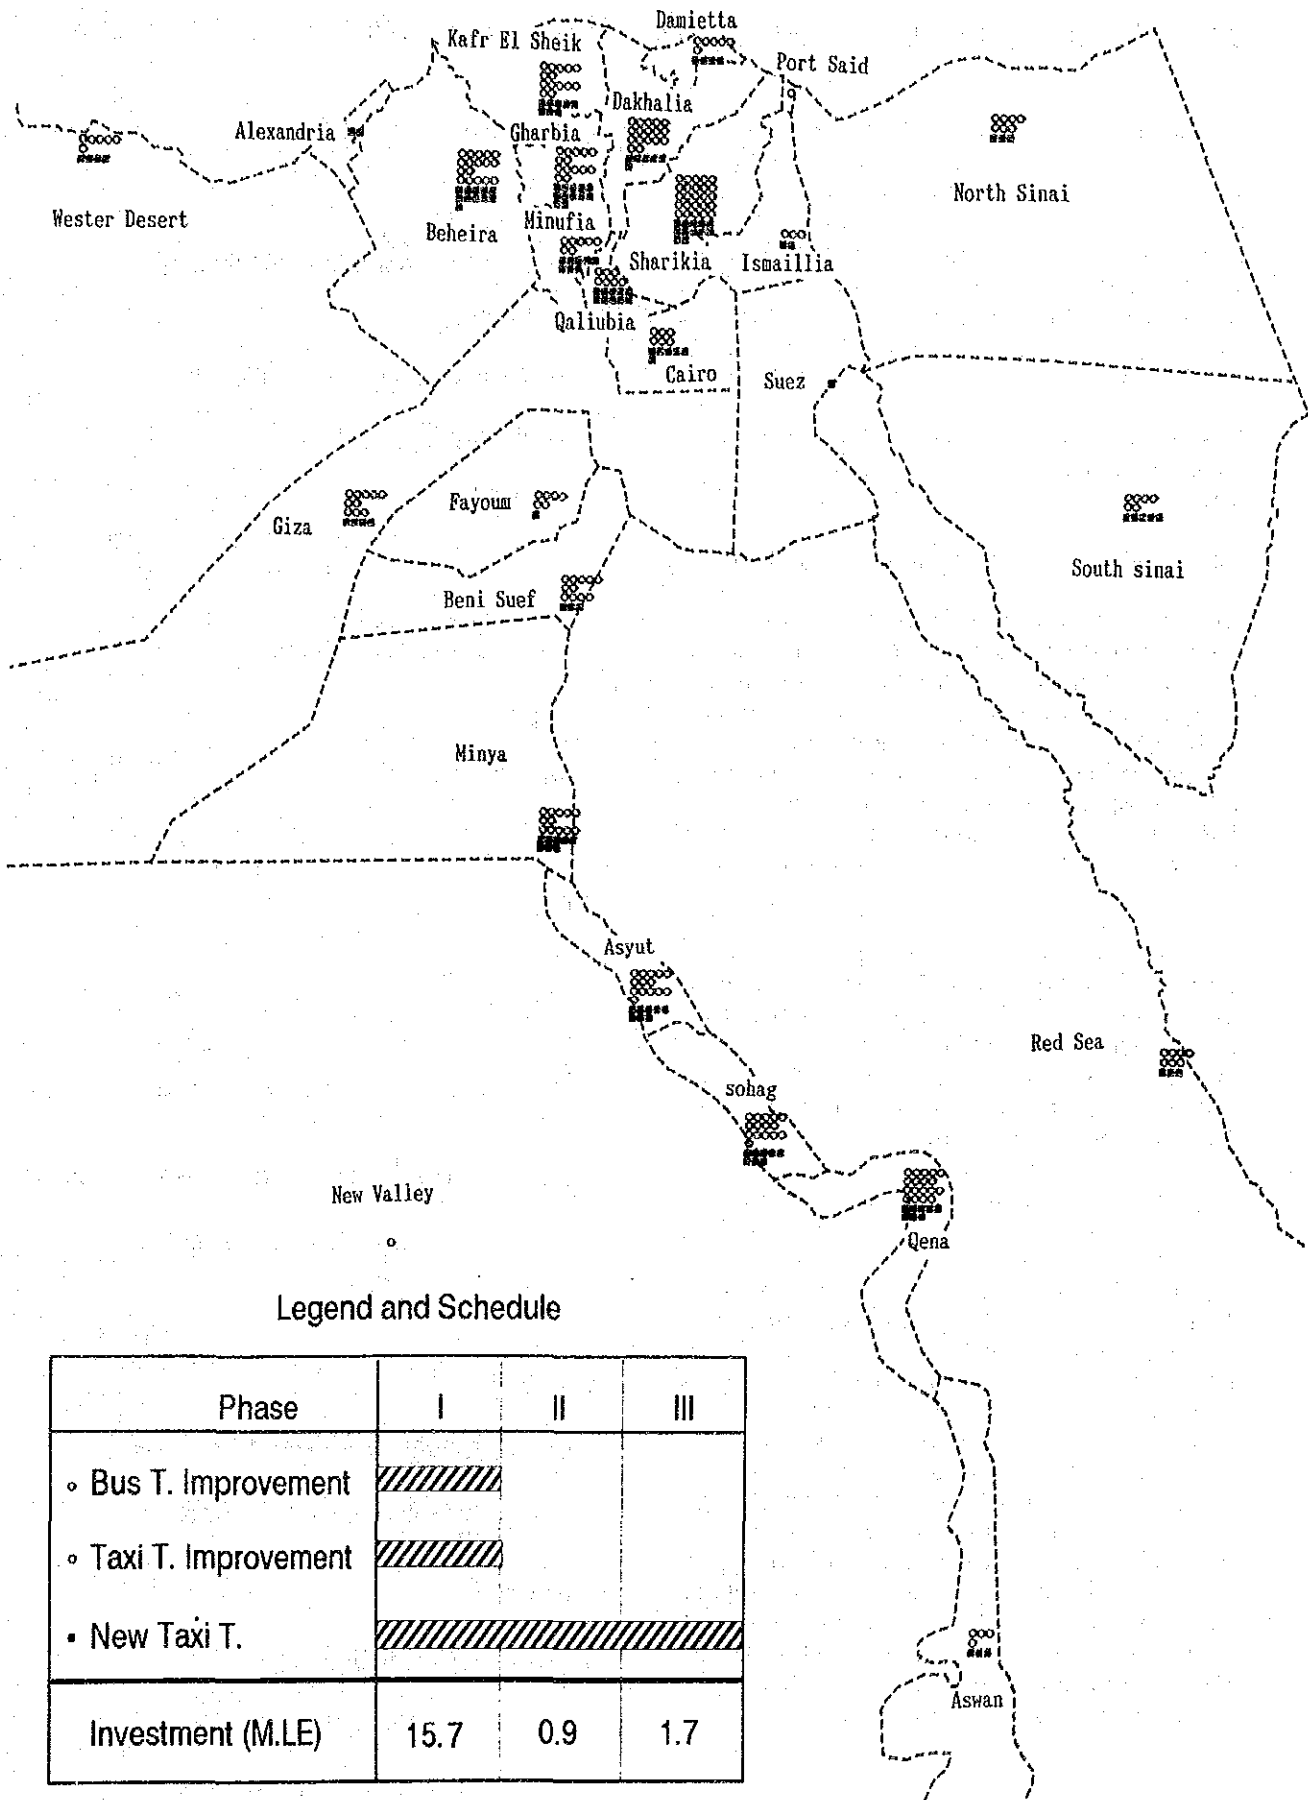 Damietta
Kafr El Sheik
Port Said
Dakhalia
Alexandria
Gharbia
North Sinai
Wester Desert
Beheira
Minufia
Sharikia
Ismaillia
Qaliubia
Cairo
Suez
Giza
Fayoum
South sinai
Beni Suef
Minya
Asyut
Red Sea
sohag
New Valley
Qena
Legend and Schedule
Phase I II III
Bus T. Improvement
Taxi T. Improvement
New Taxi T.
Investment (M.LE) 15.7 0.9 1.7
Aswan